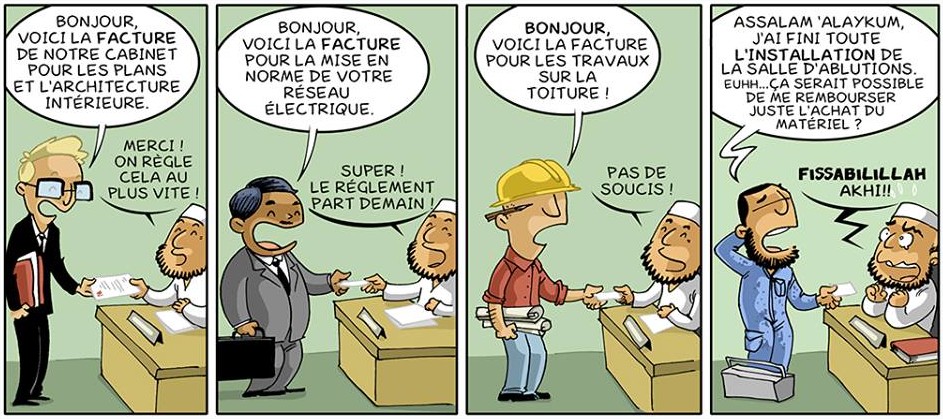 BONJOUR,
VOICI LA FACTURE
DE NOTRE CABINET
POUR LES PLANS
ET L'ARCHITECTURE
INTÉRIEURE.
MERCI !
ON RÈGLE
CELA AU
PLUS VITE !
BONJOUR,
VOICI LA FACTURE
POUR LA MISE EN
NORME DE VOTRE
RÉSEAU
ÉLECTRIQUE.
SUPER !
LE RÉGLEMENT
PART DEMAIN !
BONJOUR,
VOICI LA FACTURE
POUR LES TRAVAUX
SUR LA
TOITURE !
PAS DE
SOUCIS !
ASSALAM 'ALAYKUM,
J'AI FINI TOUTE
L'INSTALLATION DE
LA SALLE D'ABLUTIONS.
EUHH...ÇA SERAIT POSSIBLE
DE ME REMBOURSER
JUSTE L'ACHAT DU
MATÉRIEL ?
FISSABILILLAH
AKHI!!